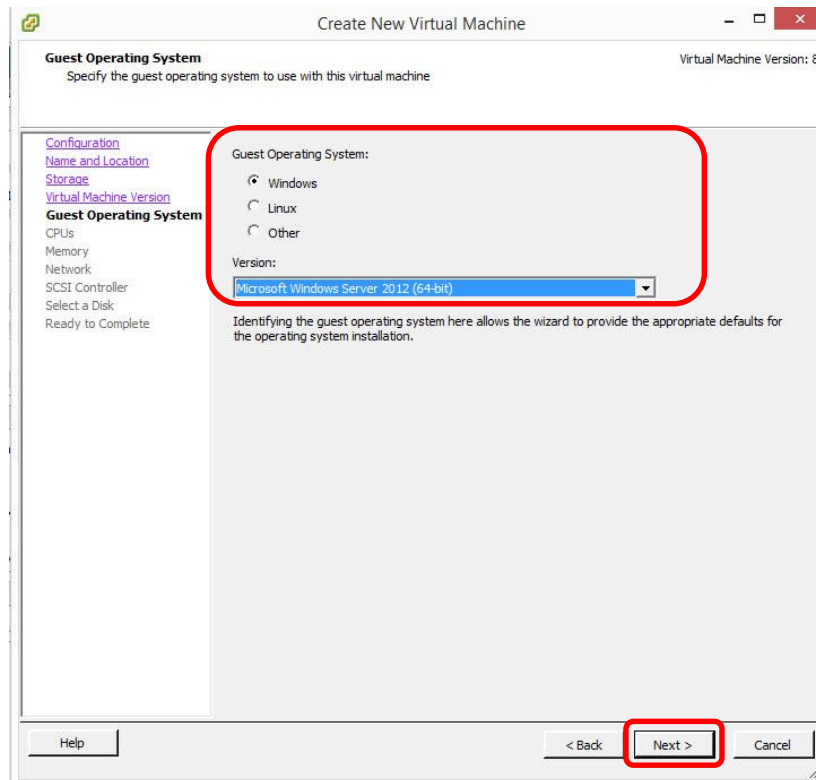 Create New Virtual Machine
Guest Operating System
Specify the guest operating system to use with this virtual machine
Virtual Machine Version: 8
Configuration
Name and Location
Storage
Virtual Machine Version
Guest Operating System
CPUs
Memory
Network
SCSI Controller
Select a Disk
Ready to Complete
Guest Operating System:
Windows
Linux
Other
Version:
Microsoft Windows Server 2012 (64-bit)
Identifying the guest operating system here allows the wizard to provide the appropriate defaults for
the operating system installation.
Help
< Back
Next >
Cancel